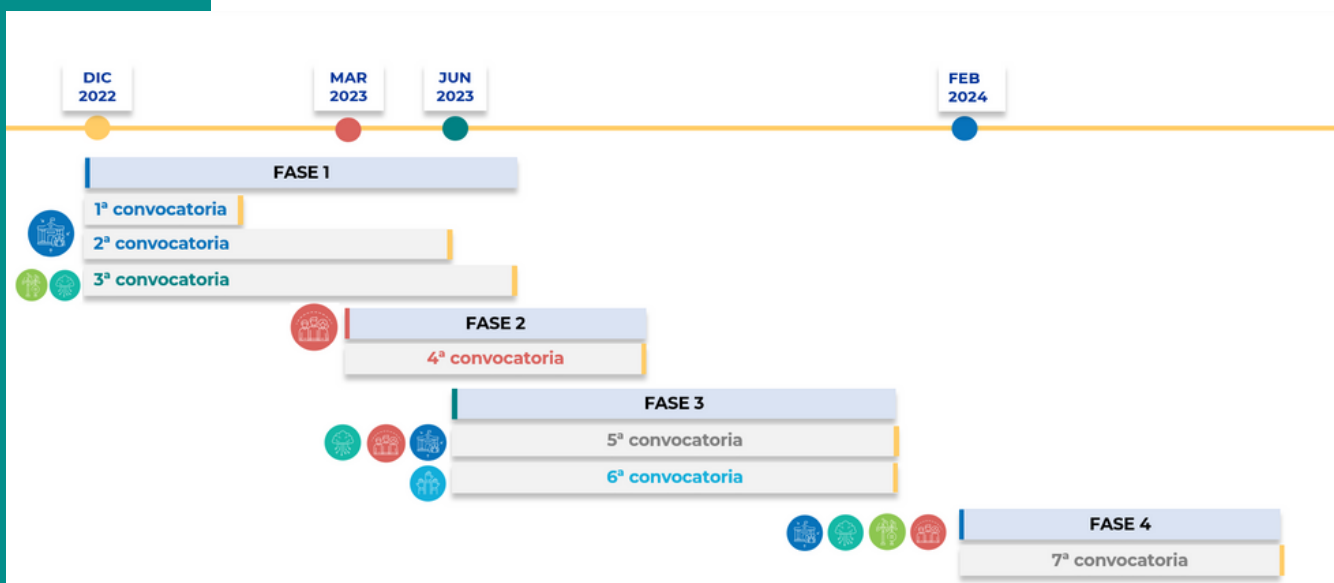 DIC
2022
MAR
2023
JUN
2023
FEB
2024
FASE 1
1ª convocatoria
2ª convocatoria
3ª convocatoria
FASE 2
4ª convocatoria
FASE 3
5ª convocatoria
6ª convocatoria
FASE 4
7ª convocatoria